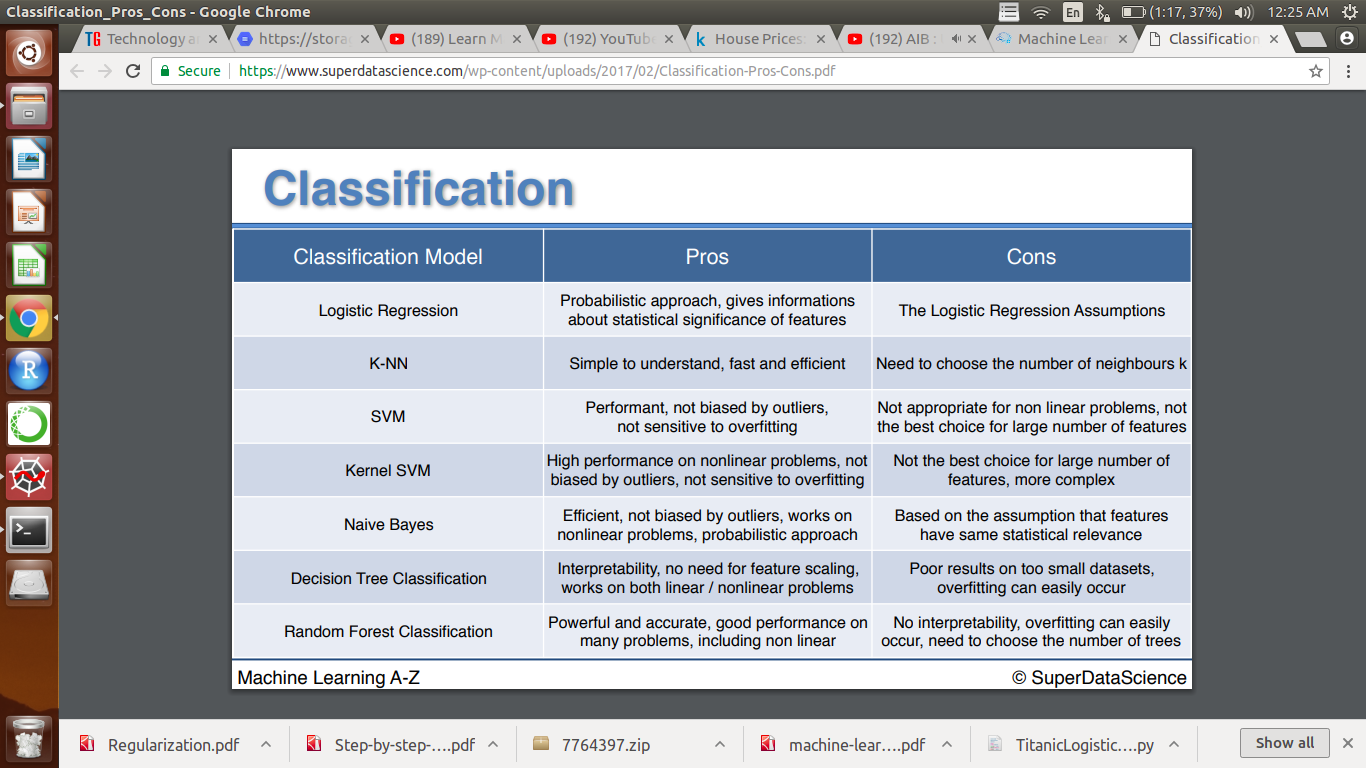 Classification_Pros_Cons - Google Chrome
En
(1:17, 37%)
12:25 AM
TG Technology a
https://stora
(189) Learn M
(192) YouTub
k House Prices:
(192) AIB :
Machine Lear
Classification
Secure
https://www.superdatascience.com/wp-content/uploads/2017/02/Classification-Pros-Cons.pdf
Classification
Classification Model
Pros
Cons
Logistic Regression
Probabilistic approach, gives informations
about statistical significance of features
The Logistic Regression Assumptions
K-NN
Simple to understand, fast and efficient
Need to choose the number of neighbours k
SVM
Performant, not biased by outliers,
not sensitive to overfitting
Not appropriate for non linear problems, not
the best choice for large number of features
Kernel SVM
High performance on nonlinear problems, not
biased by outliers, not sensitive to overfitting
Not the best choice for large number of
features, more complex
Naive Bayes
Efficient, not biased by outliers, works on
nonlinear problems, probabilistic approach
Based on the assumption that features
have same statistical relevance
Decision Tree Classification
Interpretability, no need for feature scaling,
works on both linear / nonlinear problems
Poor results on too small datasets,
overfitting can easily occur
Random Forest Classification
Powerful and accurate, good performance on
many problems, including non linear
No interpretability, overfitting can easily
occur, need to choose the number of trees
Machine Learning A-Z
© SuperDataScience
Regularization.pdf
Step-by-step-....pdf
7764397.zip
machine-lear....pdf
TitanicLogistic....py
Show all